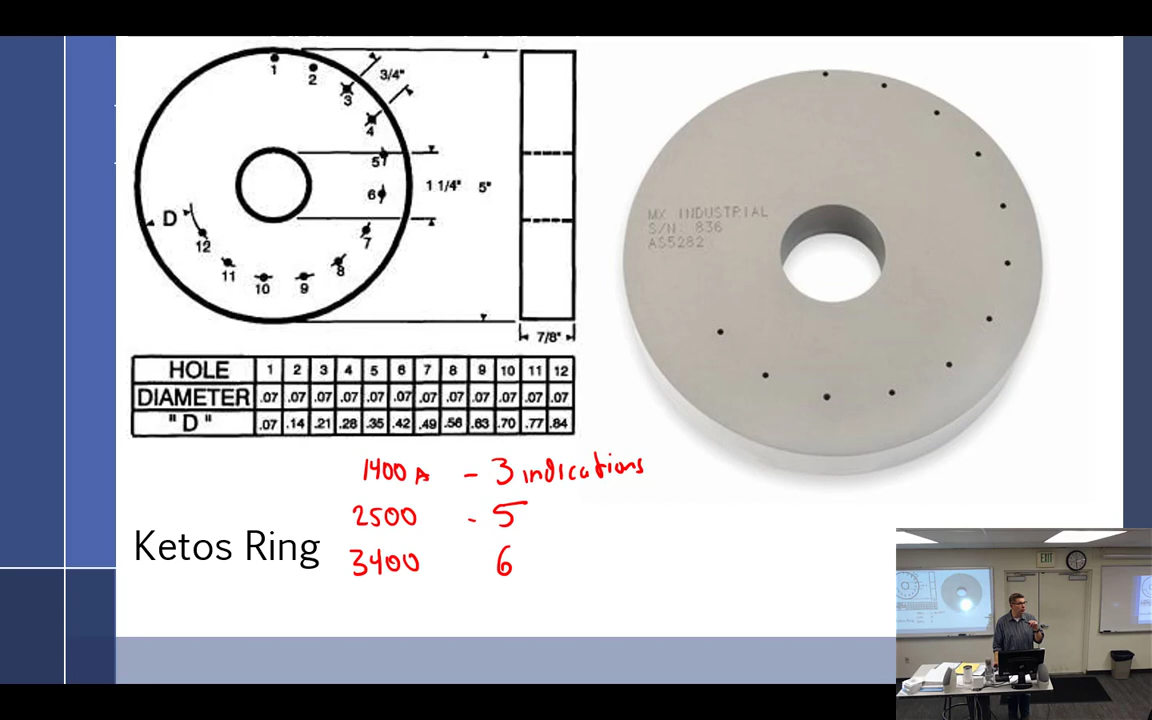 1
2
3
3/4"
4
5
1 1/4"
5"
6
D
7
12
8
11
10
9
7/8"
HOLE 1 2 3 4 5 6 7 8 9 10 11 12
DIAMETER .07 .07 .07 .07 .07 .07 .07 .07 .07 .07 .07 .07
"D" .07 .14 .21 .28 .35 .42 .49 .56 .63 .70 .77 .84
MX INDUSTRIAL
S/N: 836
AS5282
1400 A - 3 indications
2500 - 5
3400 6
Ketos Ring
EXIT